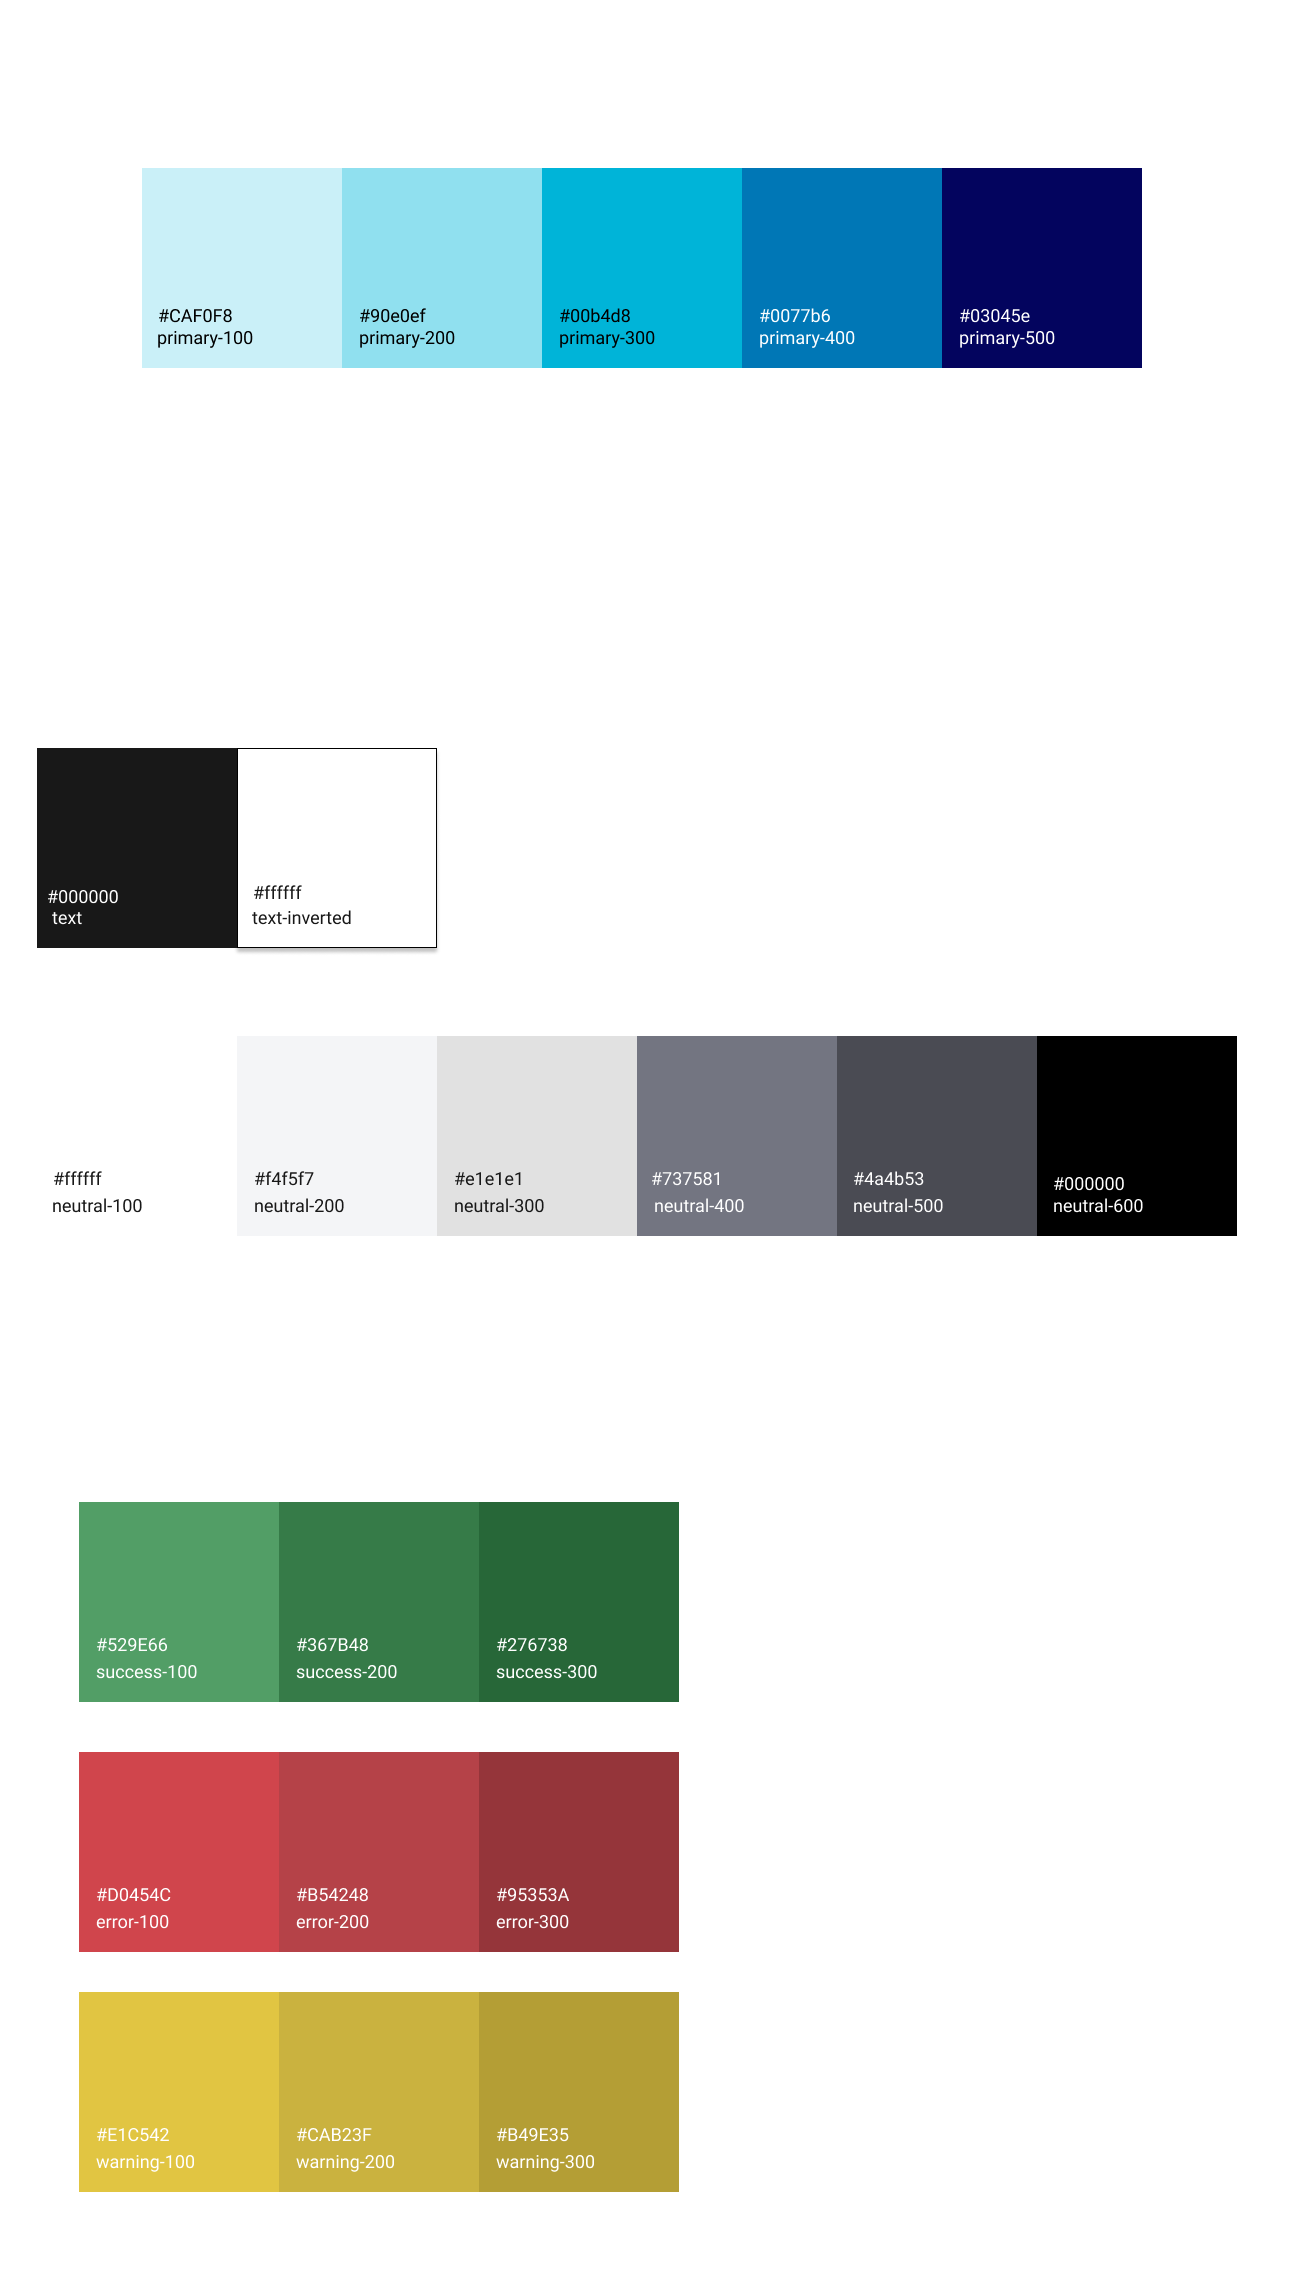 #CAF0F8
primary-100
#90e0ef
primary-200
#00b4d8
primary-300
#0077b6
primary-400
#03045e
primary-500
#000000
text
#ffffff
text-inverted
#ffffff
neutral-100
#f4f5f7
neutral-200
#e1e1e1
neutral-300
#737581
neutral-400
#4a4b53
neutral-500
#000000
neutral-600
#529E66
success-100
#367B48
success-200
#276738
success-300
#D0454C
error-100
#B54248
error-200
#95353A
error-300
#E1C542
warning-100
#CAB23F
warning-200
#B49E35
warning-300